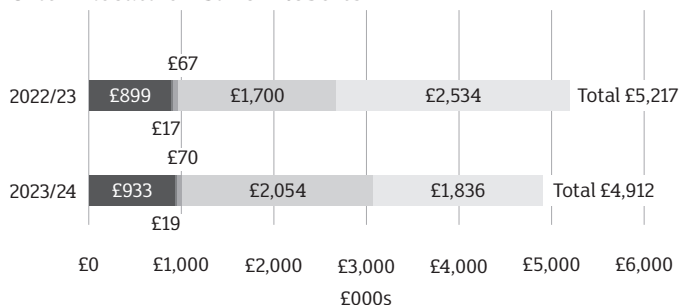 £67
2022/23 £899 £1,700 £2,534 Total £5,217
£17
£70
2023/24 £933 £2,054 £1,836 Total £4,912
£19
£0 £1,000 £2,000 £3,000 £4,000 £5,000 £6,000
£000s